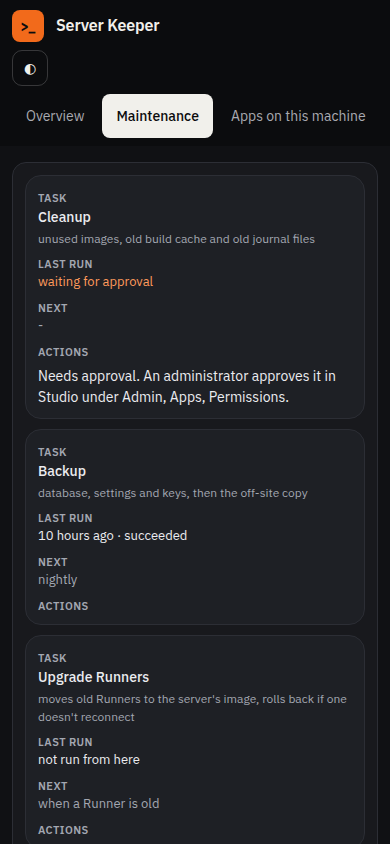 >_ Server Keeper
Overview Maintenance Apps on this machine
TASK
Cleanup
unused images, old build cache and old journal files
LAST RUN
waiting for approval
NEXT
-
ACTIONS
Needs approval. An administrator approves it in
Studio under Admin, Apps, Permissions.
TASK
Backup
database, settings and keys, then the off-site copy
LAST RUN
10 hours ago · succeeded
NEXT
nightly
ACTIONS
TASK
Upgrade Runners
moves old Runners to the server's image, rolls back if one
doesn't reconnect
LAST RUN
not run from here
NEXT
when a Runner is old
ACTIONS